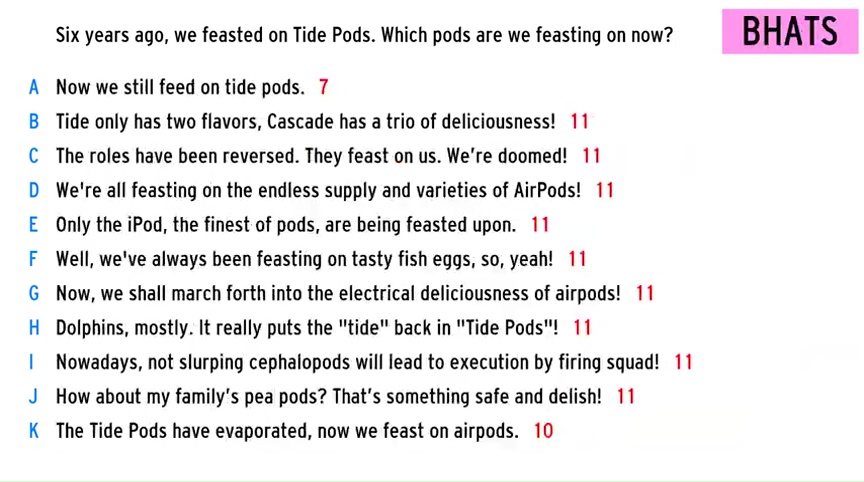 Six years ago, we feasted on Tide Pods. Which pods are we feasting on now?
BHATS
A Now we still feed on tide pods. 7
B Tide only has two flavors, Cascade has a trio of deliciousness! 11
C The roles have been reversed. They feast on us. We're doomed! 11
D We're all feasting on the endless supply and varieties of AirPods! 11
E Only the iPod, the finest of pods, are being feasted upon. 11
F Well, we've always been feasting on tasty fish eggs, so, yeah! 11
G Now, we shall march forth into the electrical deliciousness of airpods! 11
H Dolphins, mostly. It really puts the "tide" back in "Tide Pods"! 11
I Nowadays, not slurping cephalopods will lead to execution by firing squad! 11
J How about my family's pea pods? That's something safe and delish! 11
K The Tide Pods have evaporated, now we feast on airpods. 10